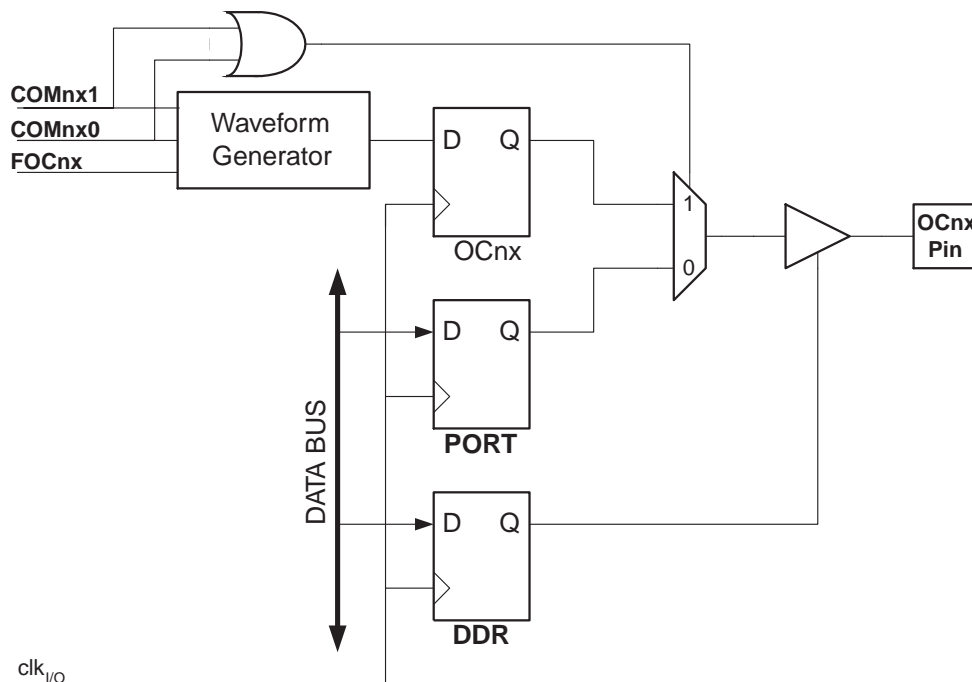 COMnx1
COMnx0
FOCnx
Waveform
Generator
D Q
OCnx
1
0
OCnx
Pin
D Q
PORT
D Q
DDR
DATA BUS
clkI/O